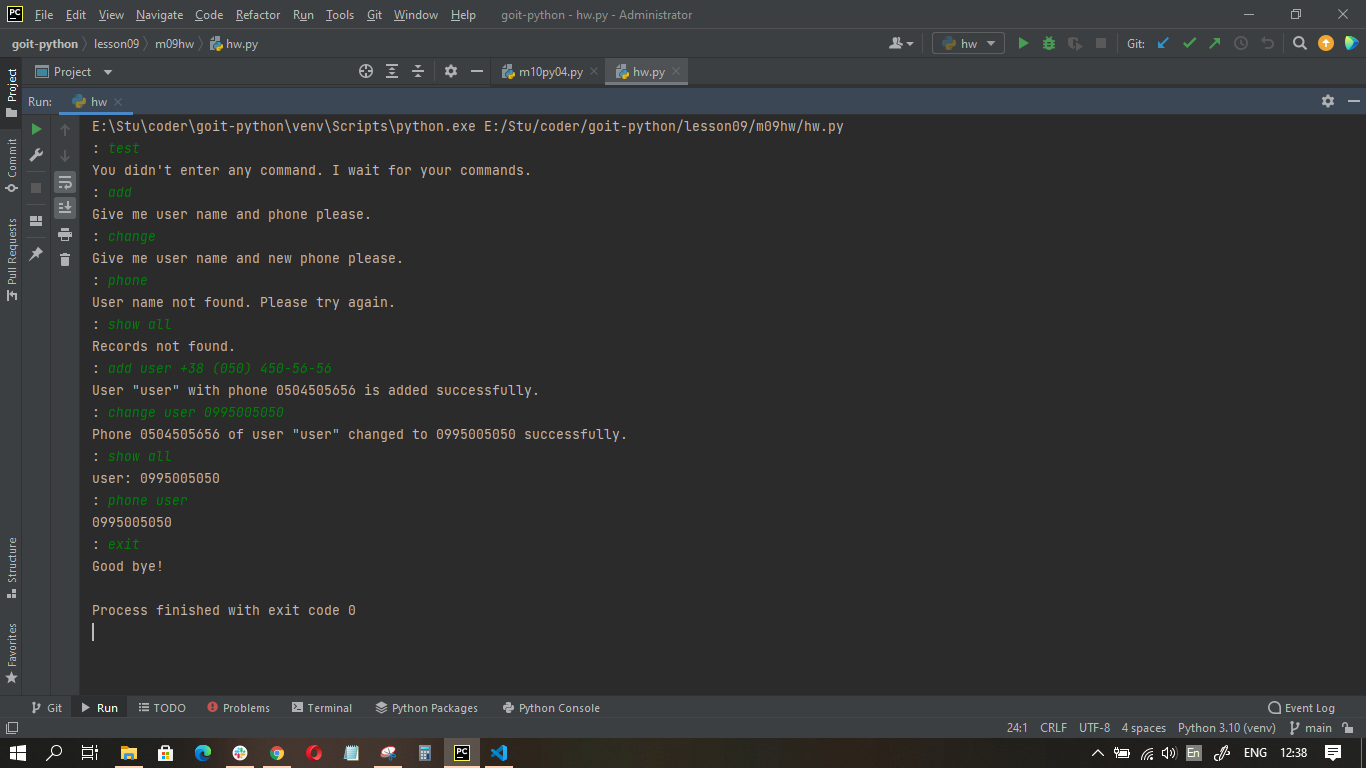 File Edit View Navigate Code Refactor Run Tools Git Window Help goit-python - hw.py - Administrator
goit-python lesson09 m09hw hw.py hw Git:
Project m10py04.py hw.py
Run: hw
E:\Stu\coder\goit-python\venv\Scripts\python.exe E:/Stu/coder/goit-python/lesson09/m09hw/hw.py
: test
You didn't enter any command. I wait for your commands.
: add
Give me user name and phone please.
: change
Give me user name and new phone please.
: phone
User name not found. Please try again.
: show all
Records not found.
: add user +38 (050) 450-56-56
User "user" with phone 0504505656 is added successfully.
: change user 0995005050
Phone 0504505656 of user "user" changed to 0995005050 successfully.
: show all
user: 0995005050
: phone user
0995005050
: exit
Good bye!
Process finished with exit code 0
Project
Commit
Pull Requests
Structure
Favorites
Git Run TODO Problems Terminal Python Packages Python Console Event Log
24:1 CRLF UTF-8 4 spaces Python 3.10 (venv) main
PC En ENG 12:38